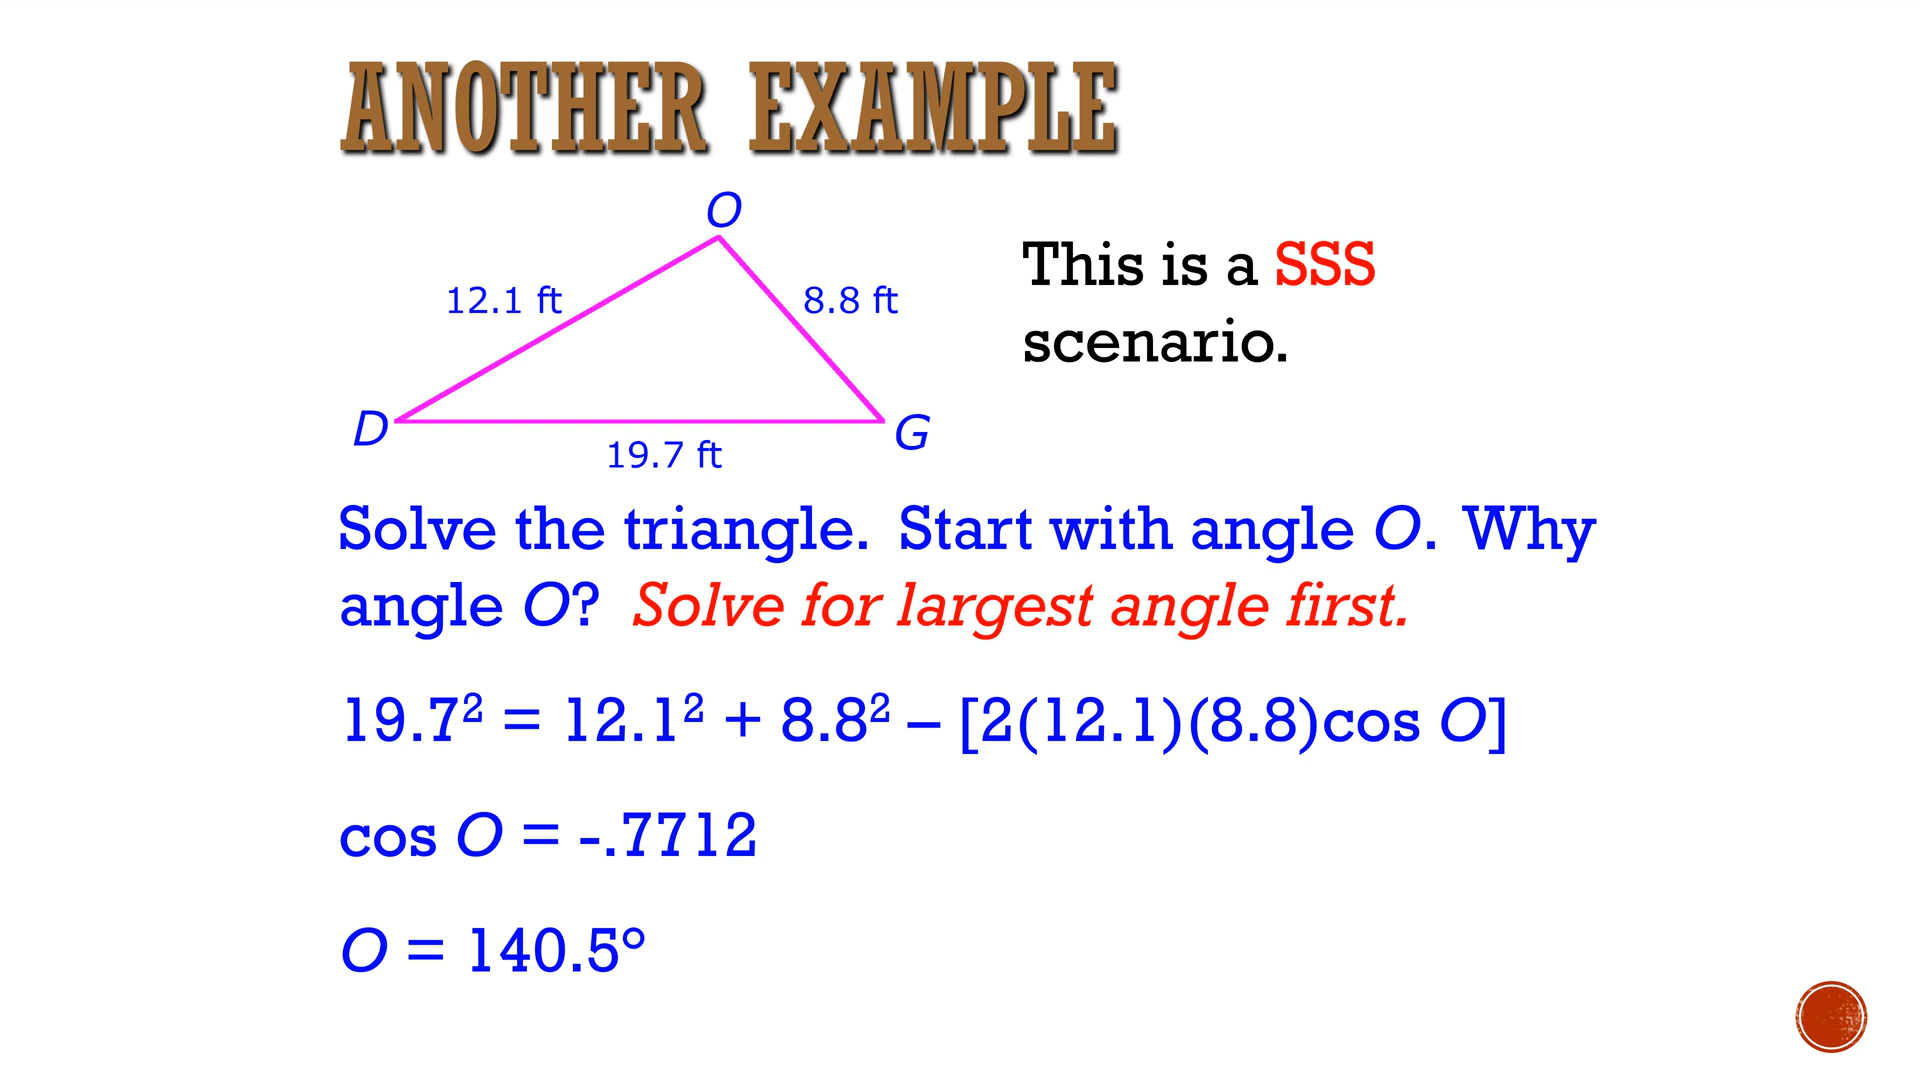 ANOTHER EXAMPLE
O
12.1 ft
8.8 ft
This is a SSS
scenario.
D
G
19.7 ft
Solve the triangle. Start with angle O. Why
angle O? Solve for largest angle first.
19.7² = 12.1² + 8.8² – [2(12.1)(8.8)cos O]
cos O = -.7712
O = 140.5°